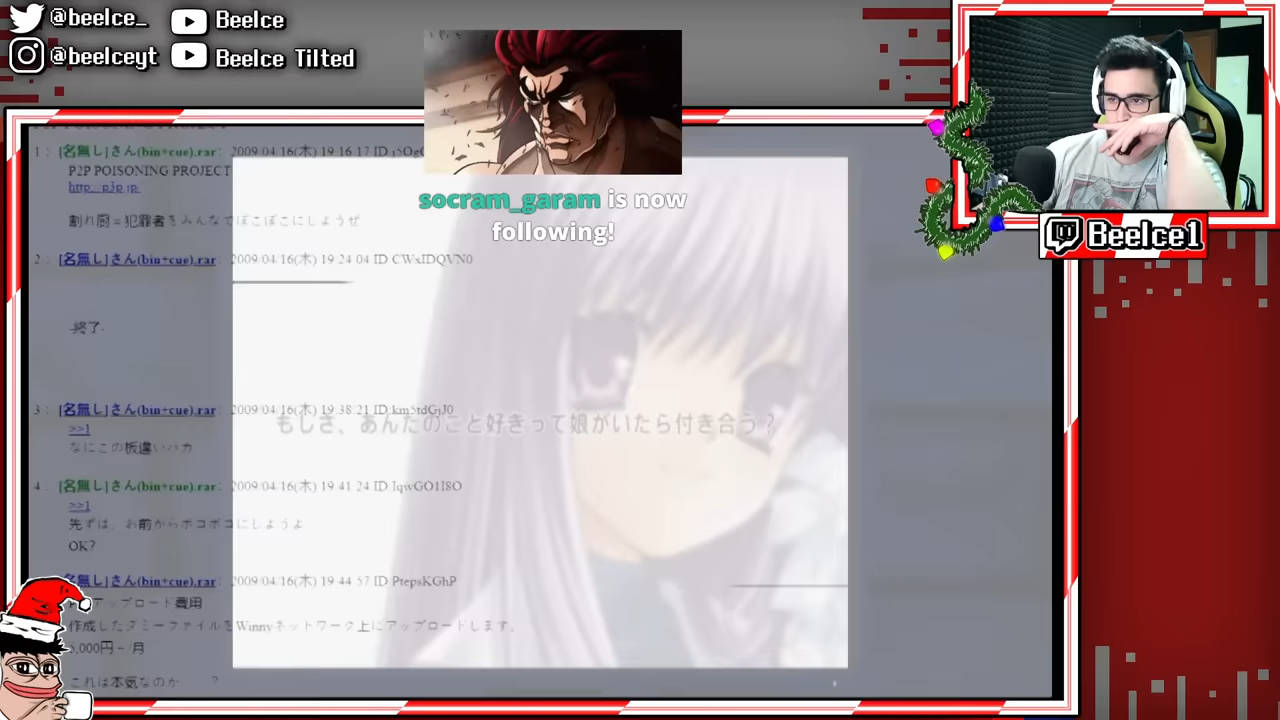 @beelce_
Beelce
@beelceyt
Beelce Tilted
socram_garam is now
following!
Beelce1
1 : [名無し]さん(bin+cue).rar : 2009/04/16(木) 19:16:17
P2P POISONING PROJECT
割れ厨=犯罪者をみんなでぼこぼこにしようぜ
2 : [名無し]さん(bin+cue).rar : 2009/04/16(木) 19:24:04 ID:CWxIDQVN0
-終了-
3 : [名無し]さん(bin+cue).rar : 2009/04/16(木) 19:38:21
もしさ、あんたのこと好きって娘がいたら付き合う?
>>1
なにこの板違いバカ
4 : [名無し]さん(bin+cue).rar : 2009/04/16(木) 19:41:24 ID:IqwGO1I8O
>>1
先ずは、お前からボコボコにしようよ
OK?
名無し]さん(bin+cue).rar : 2009/04/16(木) 19:44:57 ID:PtepsKGhP
アップロード費用
作成したダミーファイルをWinnyネットワーク上にアップロードします。
000円~/月
これは本気なのか ?